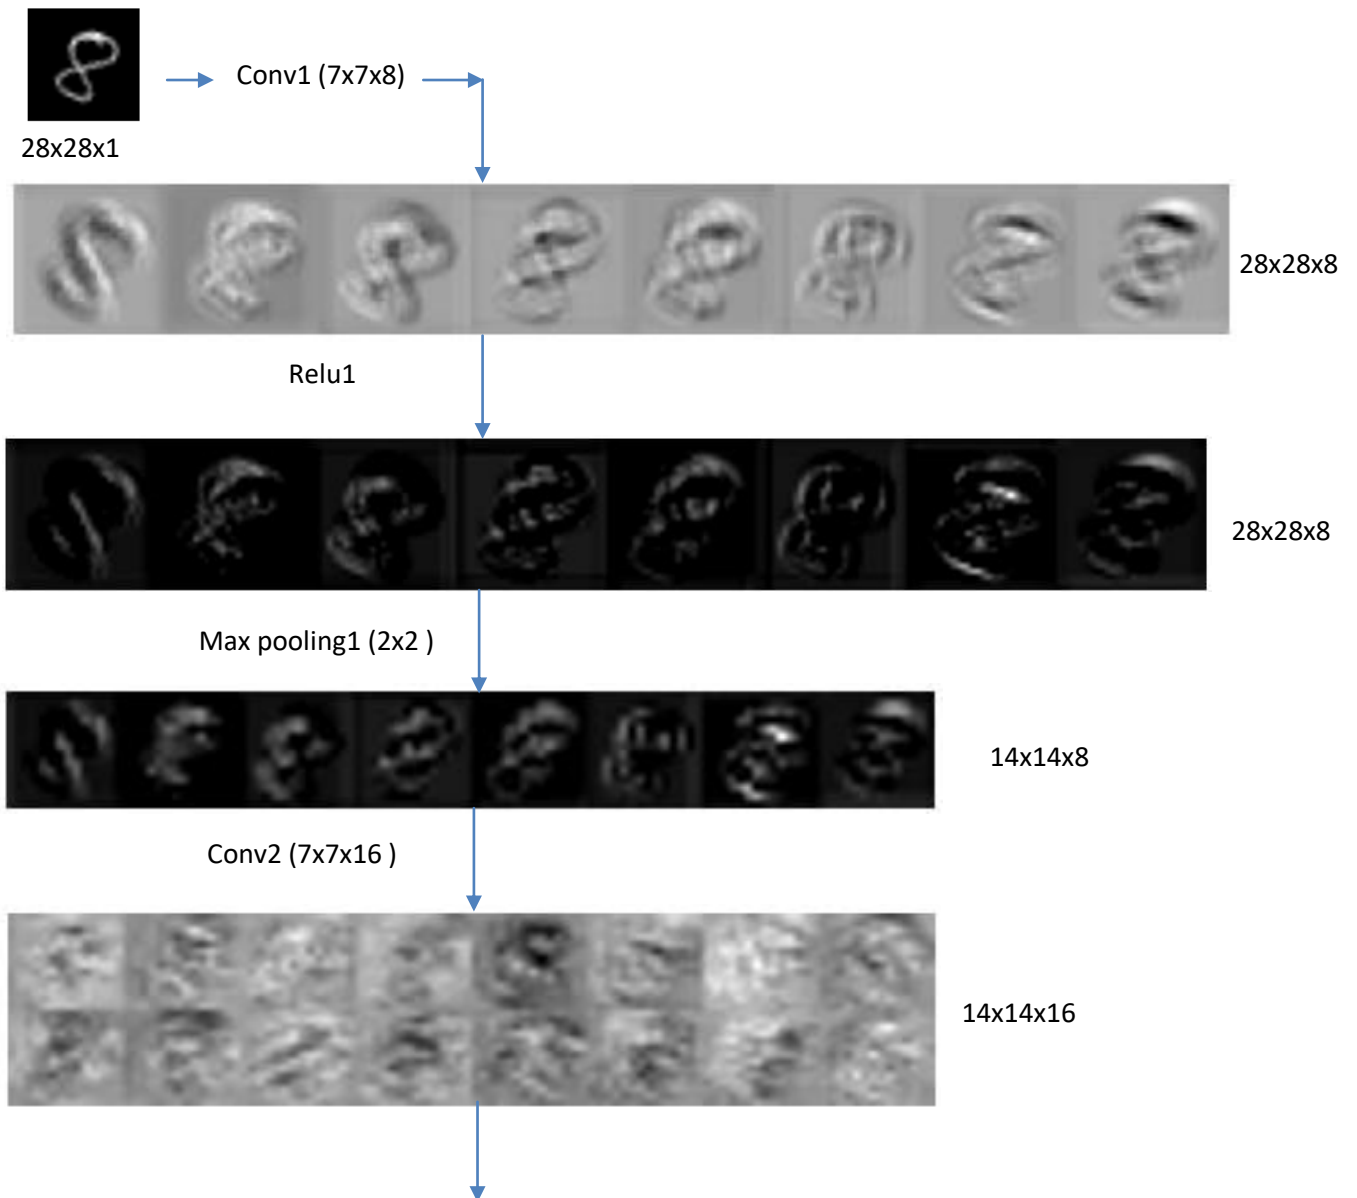 Conv1 (7x7x8)
28x28x1
28x28x8
Relu1
28x28x8
Max pooling1 (2x2 )
14x14x8
Conv2 (7x7x16 )
14x14x16